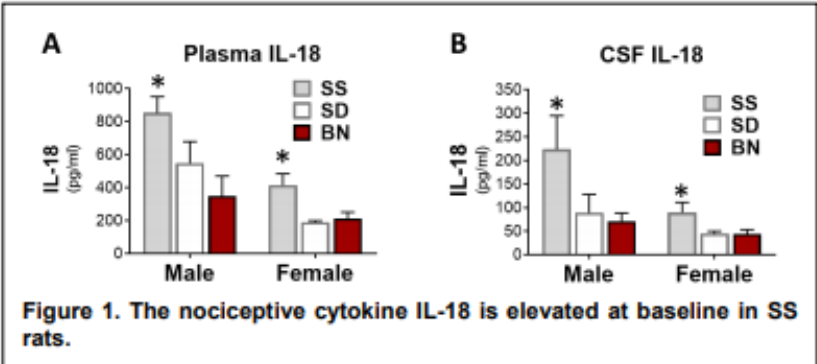 A
Plasma IL-18
*
*
SS
SD
BN
IL-18
(pg/ml)
1000
800
600
400
200
0
Male
Female
B
CSF IL-18
*
*
SS
SD
BN
IL-18
(pg/ml)
350
300
250
200
150
100
50
0
Male
Female
Figure 1. The nociceptive cytokine IL-18 is elevated at baseline in SS
rats.